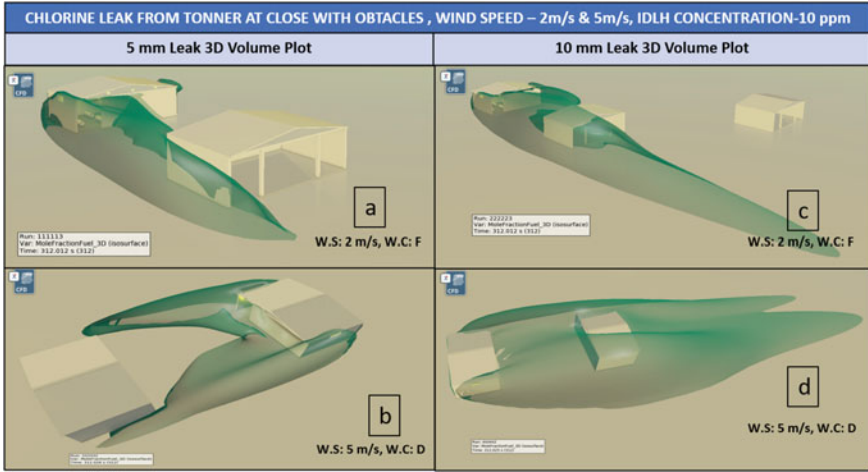 CHLORINE LEAK FROM TONNER AT CLOSE WITH OBTACLES , WIND SPEED – 2m/s & 5m/s, IDLH CONCENTRATION-10 ppm
5 mm Leak 3D Volume Plot
10 mm Leak 3D Volume Plot
CFD
a
Run: 111113
Var: MoleFractionFuel_3D (isosurface)
Time: 312.012 s (312)
W.S: 2 m/s, W.C: F
CFD
c
Run: 222223
Var: MoleFractionFuel_3D (isosurface)
Time: 312.012 s (312)
W.S: 2 m/s, W.C: F
CFD
b
W.S: 5 m/s, W.C: D
CFD
d
W.S: 5 m/s, W.C: D